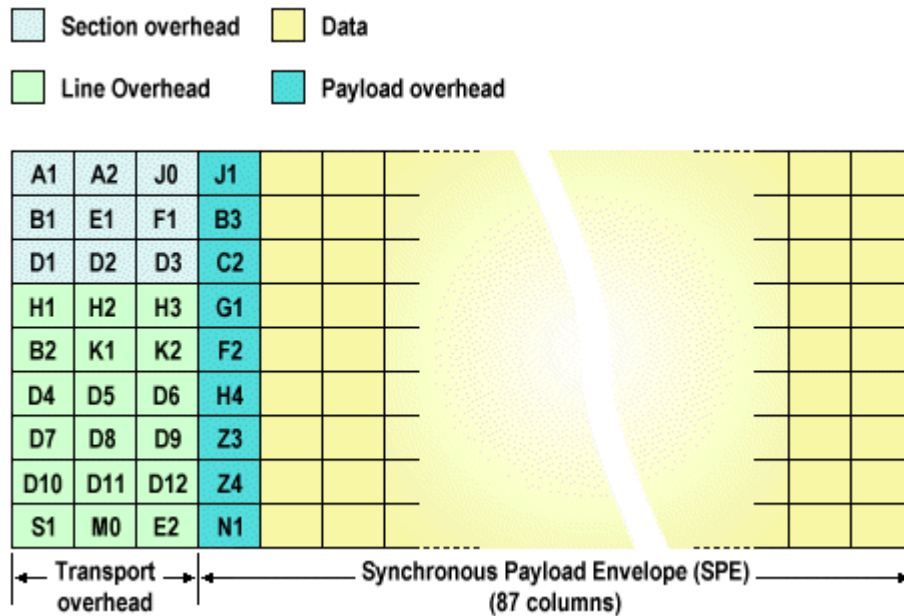 Section overhead Data
Line Overhead Payload overhead
A1 A2 J0 J1
B1 E1 F1 B3
D1 D2 D3 C2
H1 H2 H3 G1
B2 K1 K2 F2
D4 D5 D6 H4
D7 D8 D9 Z3
D10 D11 D12 Z4
S1 M0 E2 N1
Transport overhead
Synchronous Payload Envelope (SPE)
(87 columns)